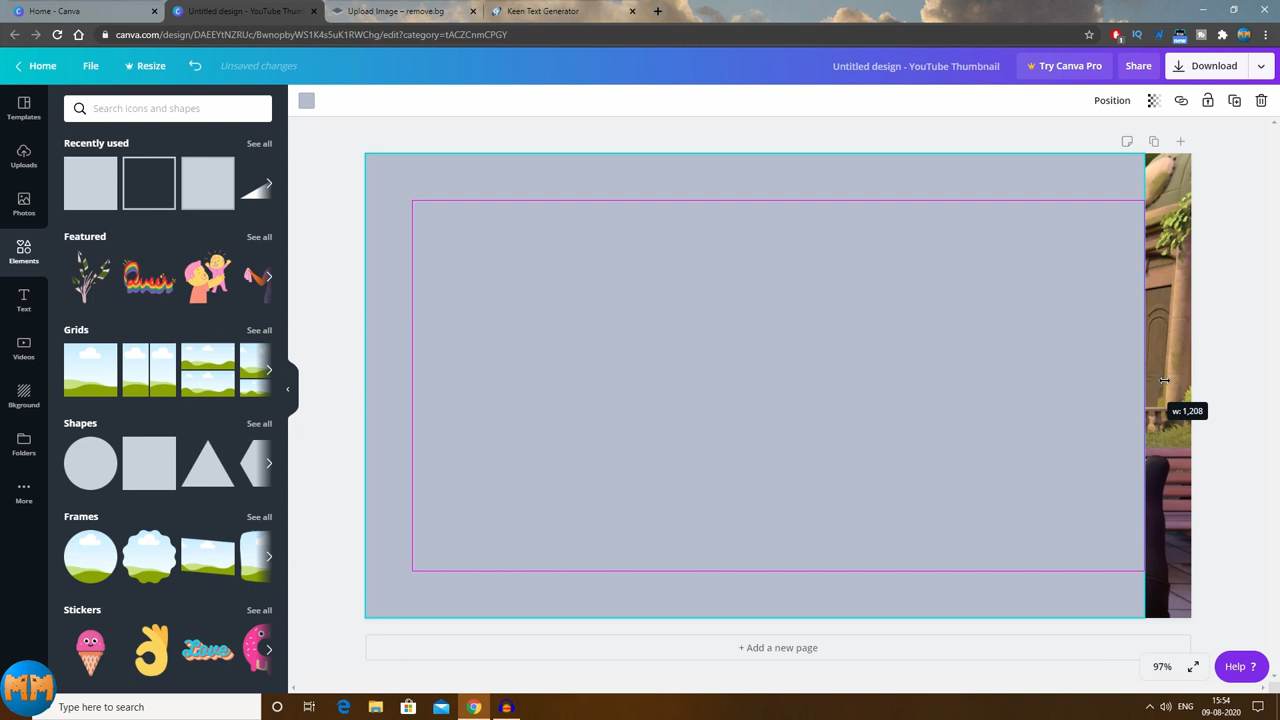 Home - Canva
Untitled design - YouTube Thum
Upload Image – remove.bg
Keen Text Generator
canva.com/design/DAEEYtNZRUc/BwnopbyWS1K4s5uK1RWChg/edit?category=tACZCnmCPGY
Home
File
Resize
Unsaved changes
Untitled design - YouTube Thumbnail
Try Canva Pro
Share
Download
Templates
Uploads
Photos
Elements
Text
Videos
Bkground
Folders
More
Search icons and shapes
Recently used
See all
Featured
See all
Grids
See all
Shapes
See all
Frames
See all
Stickers
See all
Love
Position
w: 1,208
+ Add a new page
97%
Help ?
MM
Type here to search
ENG
15:54
09-08-2020